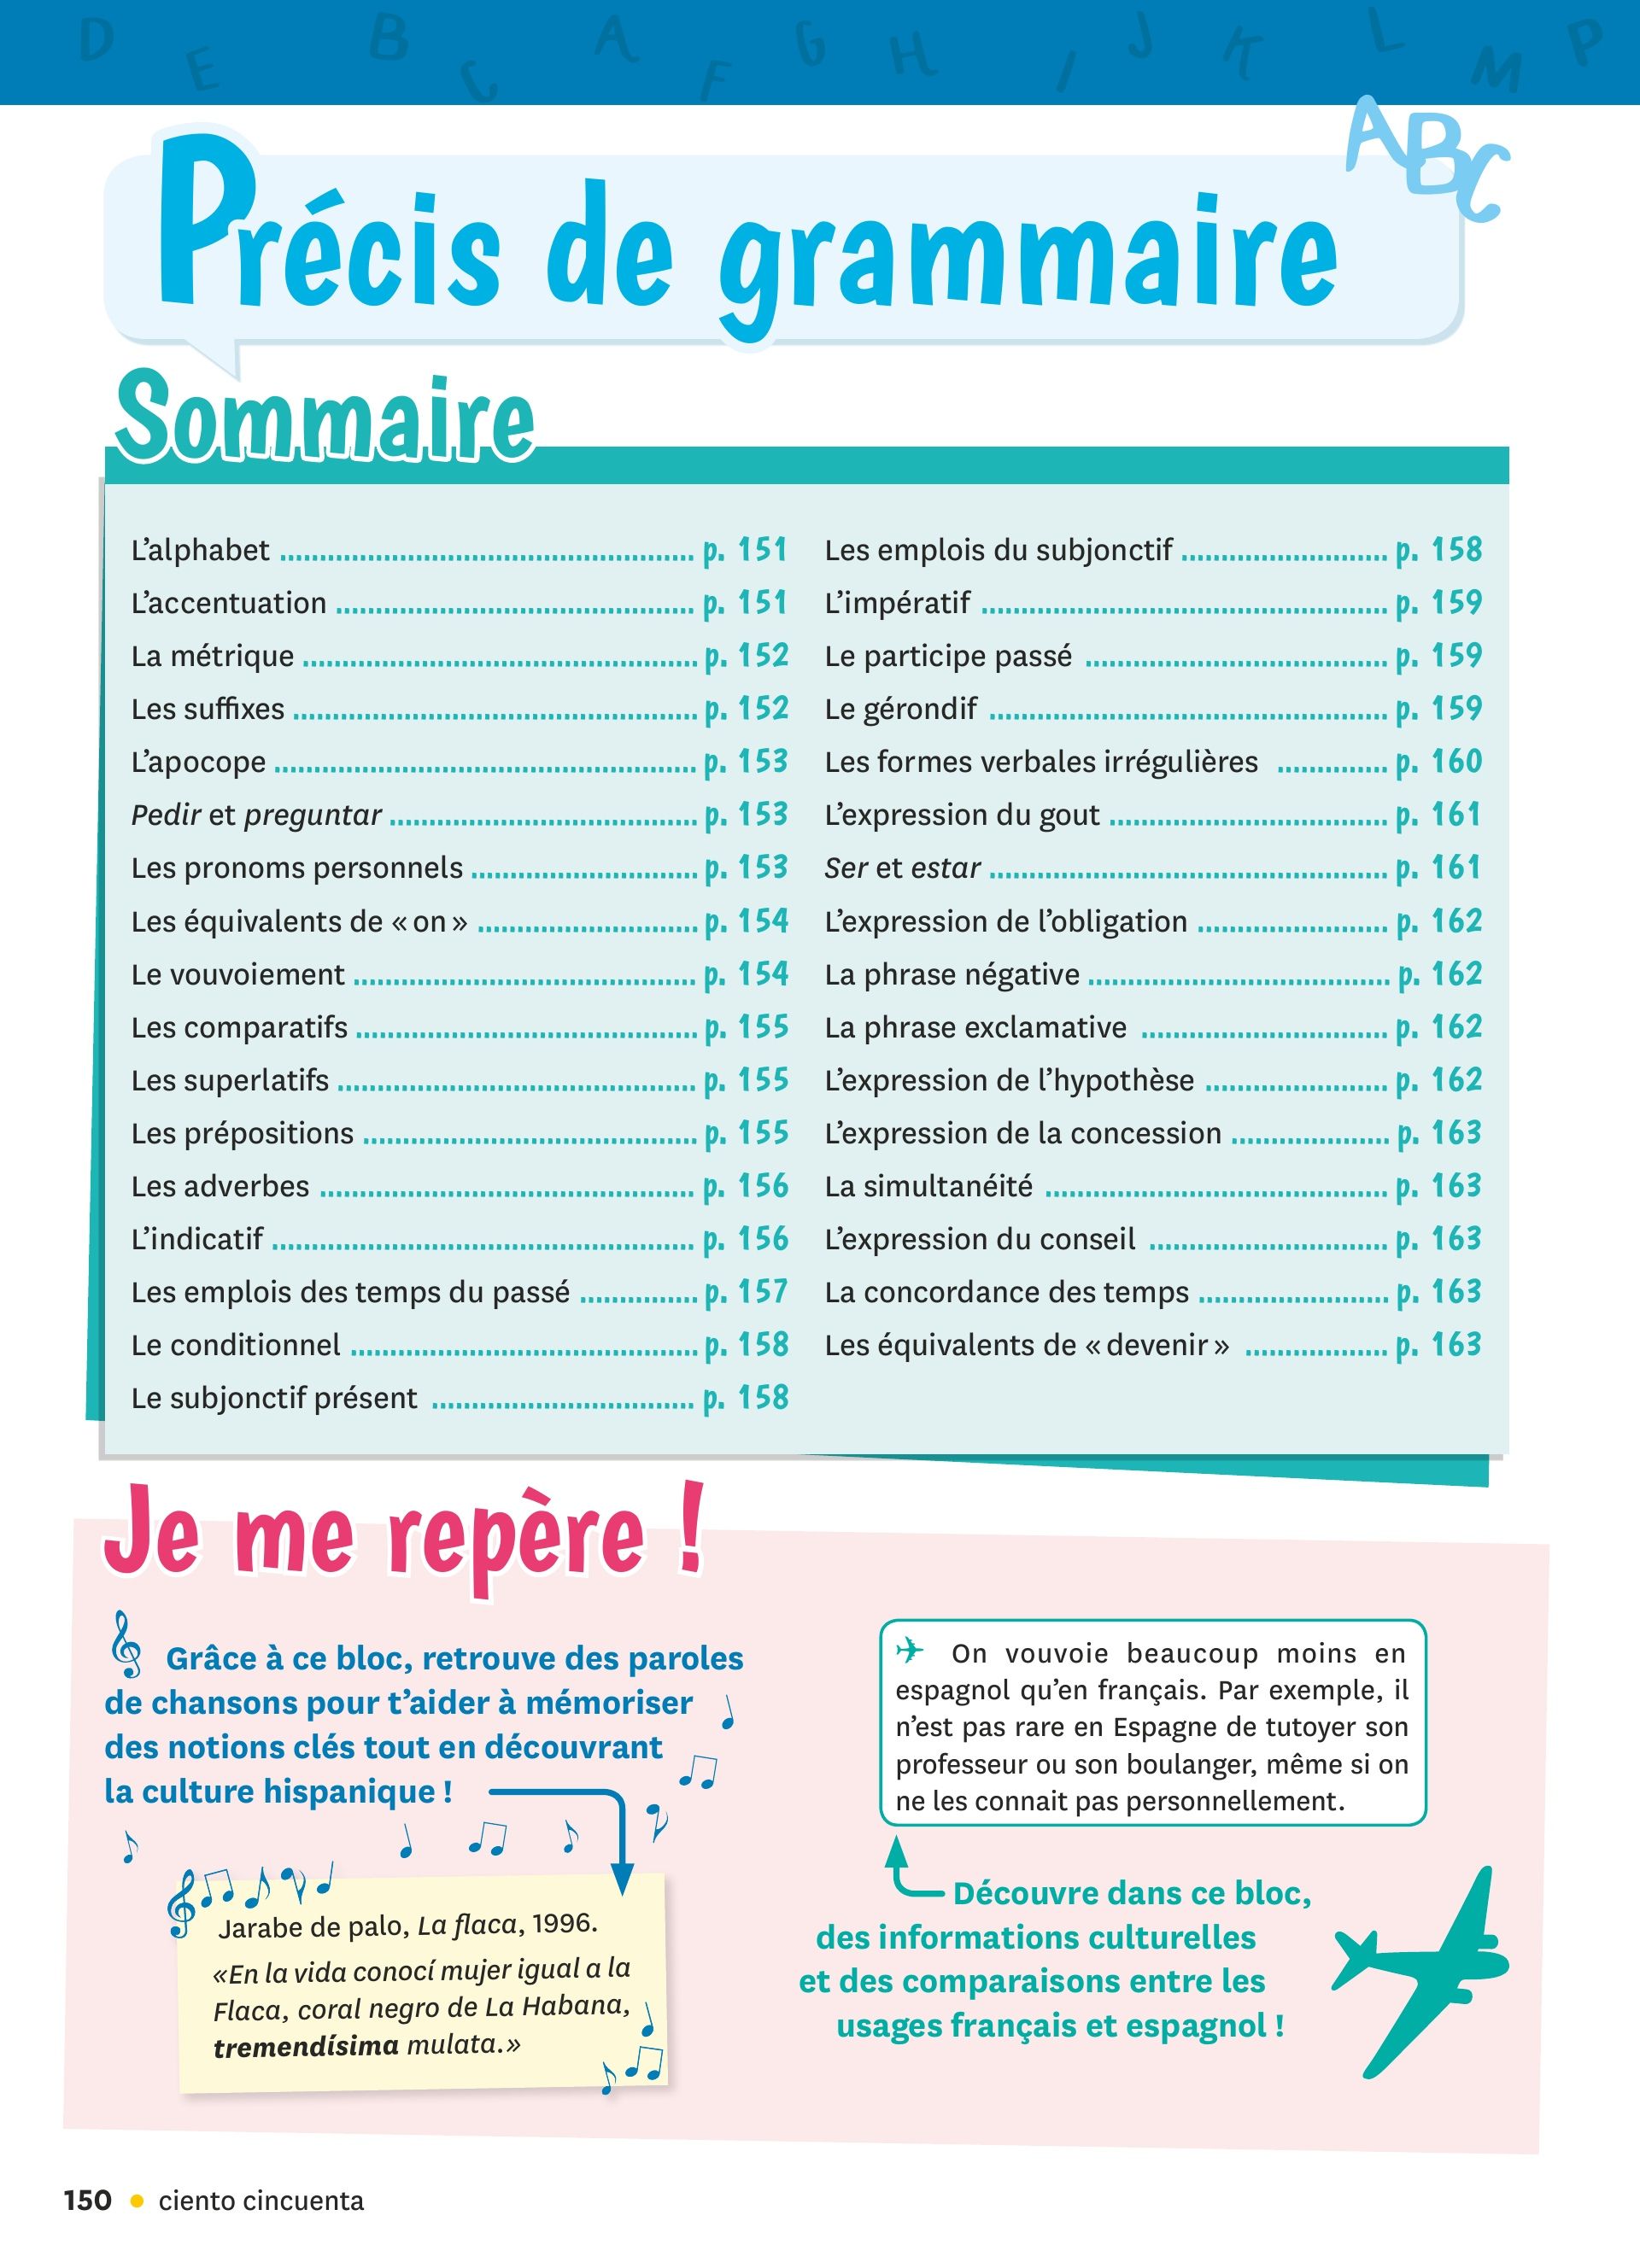 D E B C A F G H I J K L M P
ABC
Précis de grammaire
Sommaire
L'alphabet ........ p. 151
L'accentuation ........ p. 151
La métrique ........ p. 152
Les suffixes ........ p. 152
L'apocope ........ p. 153
Pedir et preguntar ........ p. 153
Les pronoms personnels ........ p. 153
Les équivalents de « on » ........ p. 154
Le vouvoiement ........ p. 154
Les comparatifs ........ p. 155
Les superlatifs ........ p. 155
Les prépositions ........ p. 155
Les adverbes ........ p. 156
L'indicatif ........ p. 156
Les emplois des temps du passé ........ p. 157
Le conditionnel ........ p. 158
Le subjonctif présent ........ p. 158
Les emplois du subjonctif ........ p. 158
L'impératif ........ p. 159
Le participe passé ........ p. 159
Le gérondif ........ p. 159
Les formes verbales irrégulières ........ p. 160
L'expression du gout ........ p. 161
Ser et estar ........ p. 161
L'expression de l'obligation ........ p. 162
La phrase négative ........ p. 162
La phrase exclamative ........ p. 162
L'expression de l'hypothèse ........ p. 162
L'expression de la concession ........ p. 163
La simultanéité ........ p. 163
L'expression du conseil ........ p. 163
La concordance des temps ........ p. 163
Les équivalents de « devenir » ........ p. 163
Je me repère !
Grâce à ce bloc, retrouve des paroles
de chansons pour t'aider à mémoriser
des notions clés tout en découvrant
la culture hispanique !
Jarabe de palo, La flaca, 1996.
«En la vida conocí mujer igual a la
Flaca, coral negro de La Habana,
tremendísima mulata.»
On vouvoie beaucoup moins en
espagnol qu'en français. Par exemple, il
n'est pas rare en Espagne de tutoyer son
professeur ou son boulanger, même si on
ne les connait pas personnellement.
Découvre dans ce bloc,
des informations culturelles
et des comparaisons entre les
usages français et espagnol !
150 • ciento cincuenta